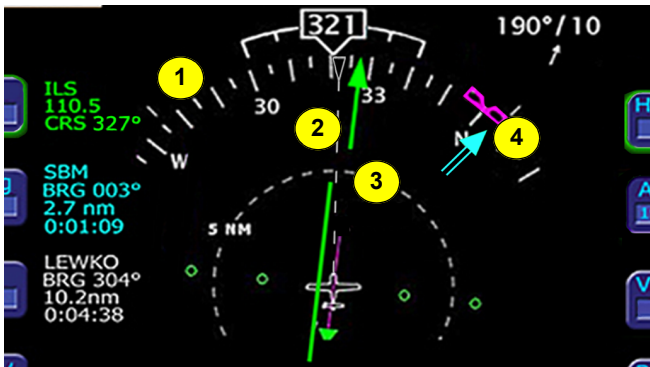 321
190°/10
1
ILS
110.5
CRS 327°
30
33
2
N
4
W
SBM
BRG 003°
2.7 nm
0:01:09
3
5 NM
LEWKO
BRG 304°
10.2nm
0:04:38
H
A
1
V